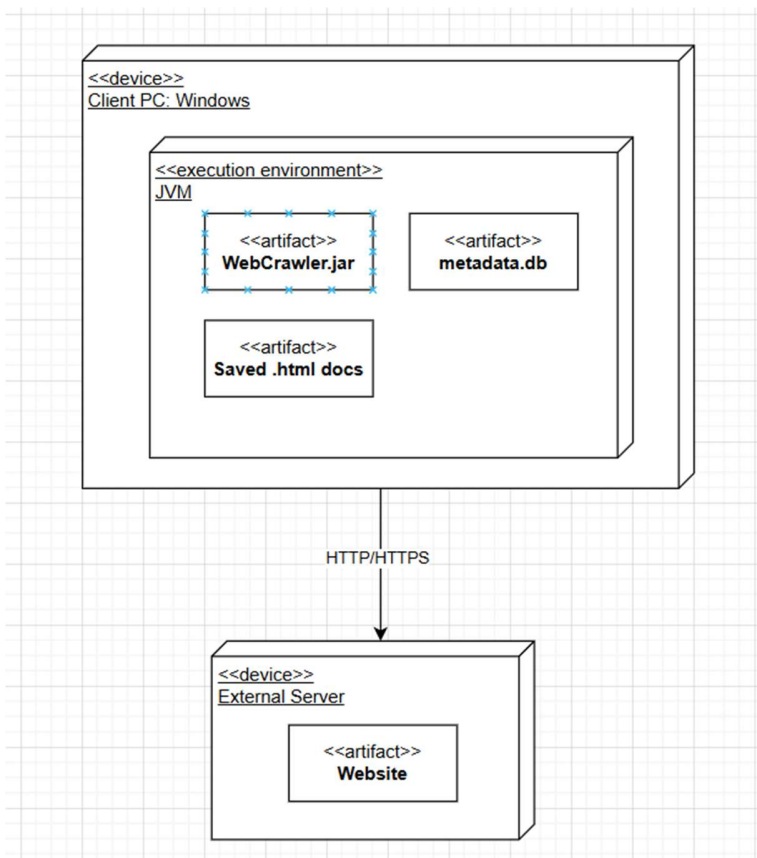 <<device>>
Client PC: Windows
<<execution environment>>
JVM
<<artifact>>
WebCrawler.jar
<<artifact>>
metadata.db
<<artifact>>
Saved .html docs
HTTP/HTTPS
<<device>>
External Server
<<artifact>>
Website